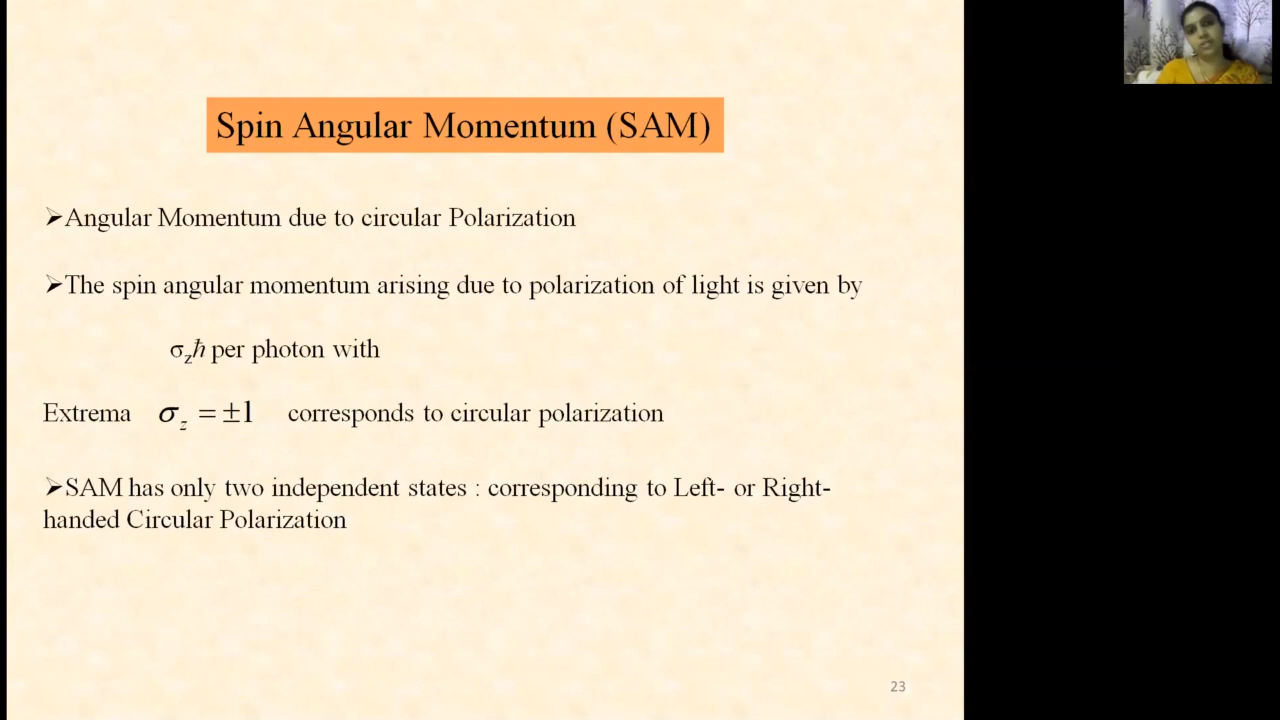 Spin Angular Momentum (SAM)
➢Angular Momentum due to circular Polarization
➢The spin angular momentum arising due to polarization of light is given by
σzħ per photon with
Extrema σz = ±1 corresponds to circular polarization
➢SAM has only two independent states : corresponding to Left- or Right-
handed Circular Polarization
23